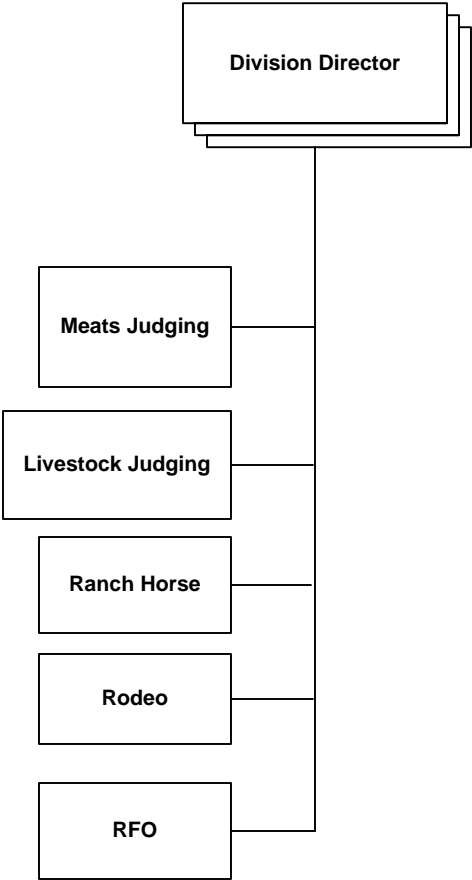 Division Director
Meats Judging
Livestock Judging
Ranch Horse
Rodeo
RFO